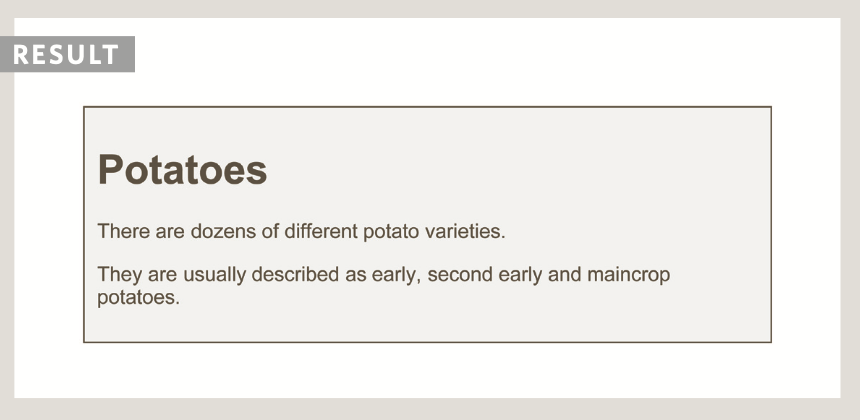 RESULT
Potatoes
There are dozens of different potato varieties.
They are usually described as early, second early and maincrop
potatoes.